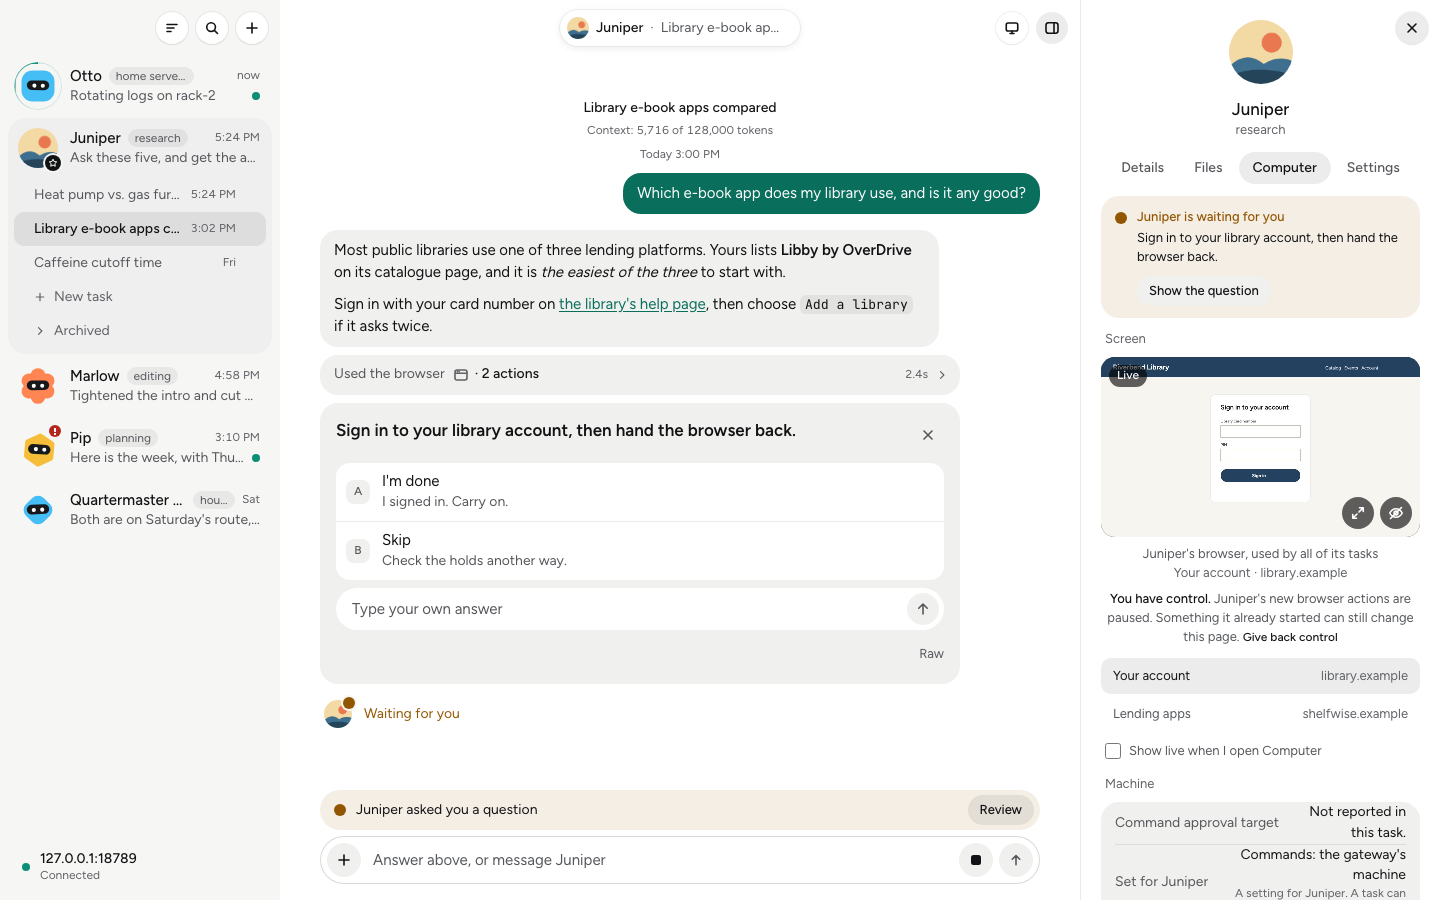 Otto home serve... now
Rotating logs on rack-2
Juniper research 5:24 PM
Ask these five, and get the a...
Heat pump vs. gas fur... 5:24 PM
Library e-book apps c... 3:02 PM
Caffeine cutoff time Fri
New task
Archived
Marlow editing 4:58 PM
Tightened the intro and cut ...
Pip planning 3:10 PM
Here is the week, with Thu...
Quartermaster ... hou... Sat
Both are on Saturday's route,...
127.0.0.1:18789
Connected
Juniper · Library e-book ap...
Library e-book apps compared
Context: 5,716 of 128,000 tokens
Today 3:00 PM
Which e-book app does my library use, and is it any good?
Most public libraries use one of three lending platforms. Yours lists Libby by OverDrive
on its catalogue page, and it is the easiest of the three to start with.
Sign in with your card number on the library's help page, then choose Add a library
if it asks twice.
Used the browser · 2 actions 2.4s
Sign in to your library account, then hand the browser back.
A I'm done
I signed in. Carry on.
B Skip
Check the holds another way.
Type your own answer
Raw
Waiting for you
Juniper asked you a question Review
Answer above, or message Juniper
Juniper
research
Details Files Computer Settings
Juniper is waiting for you
Sign in to your library account, then hand the
browser back.
Show the question
Screen
Live
Library
Catalog Events Account
Sign in to your account
Library card number
PIN
Sign in
Juniper's browser, used by all of its tasks
Your account · library.example
You have control. Juniper's new browser actions are
paused. Something it already started can still change
this page. Give back control
Your account library.example
Lending apps shelfwise.example
Show live when I open Computer
Machine
Command approval target Not reported in
this task.
Set for Juniper Commands: the gateway's
machine
A setting for Juniper. A task can